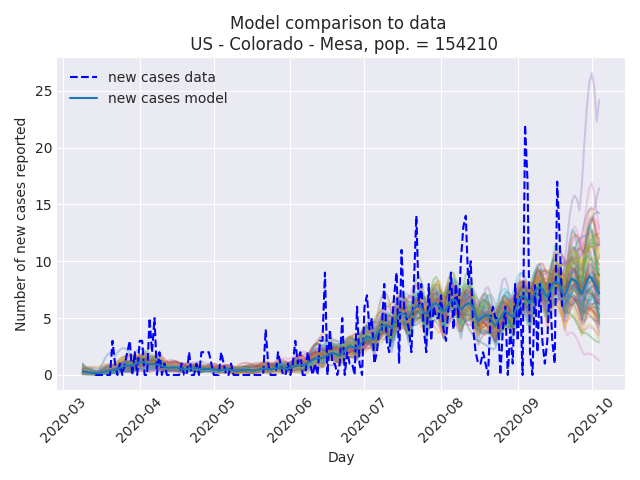 Model comparison to data
US - Colorado - Mesa, pop. = 154210
new cases data
new cases model
Number of new cases reported
25
20
15
10
5
0
2020-03
2020-04
2020-05
2020-06
2020-07
2020-08
2020-09
2020-10
Day